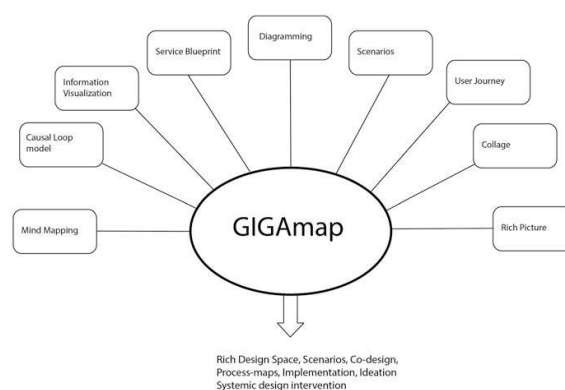 Diagramming
Service Blueprint
Scenarios
Information
Visualization
User Journey
Causal Loop
model
Collage
Mind Mapping
GIGAmap
Rich Picture
Rich Design Space, Scenarios, Co-design,
Process-maps, Implementation, Ideation
Systemic design intervention